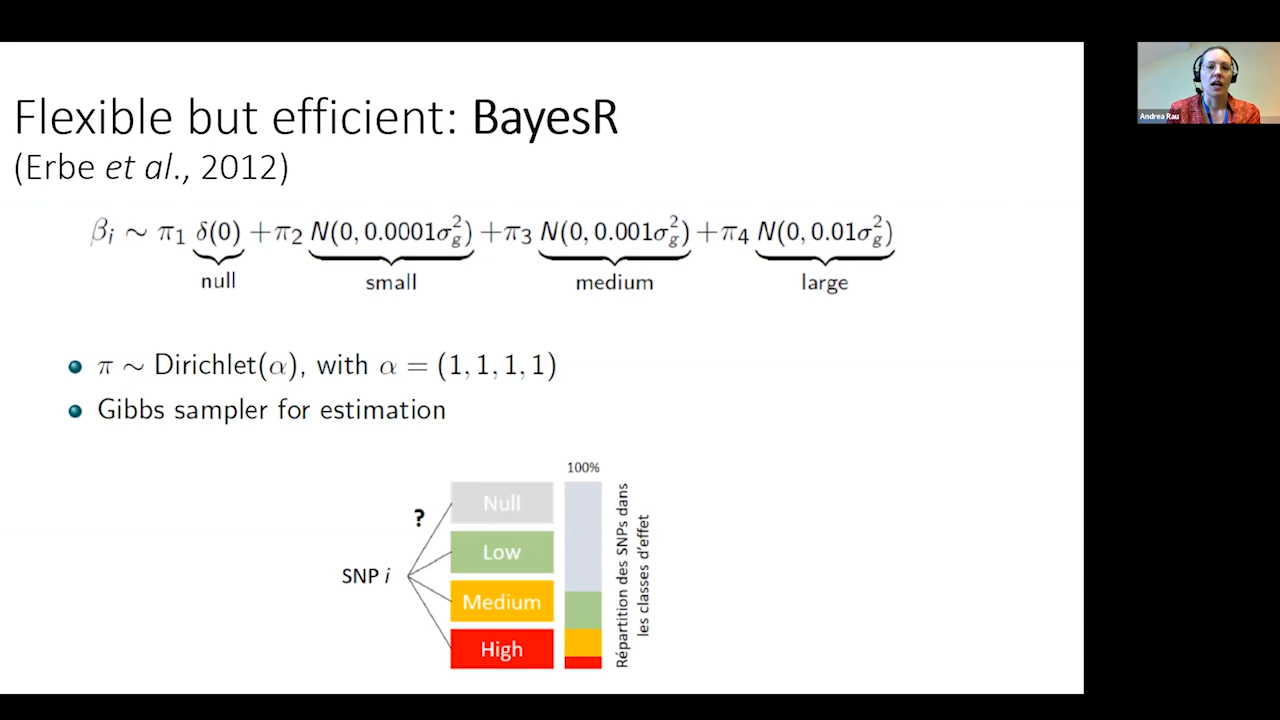 Flexible but efficient: BayesR
(Erbe et al., 2012)
βᵢ ∼ π₁ δ(0) +π₂ N(0, 0.0001σ²g) +π₃ N(0, 0.001σ²g) +π₄ N(0, 0.01σ²g)
null small medium large
π ∼ Dirichlet(α), with α = (1, 1, 1, 1)
Gibbs sampler for estimation
100%
?
SNP i
Null
Low
Medium
High
Répartition des SNPs dans
les classes d'effet
Andrea Rau